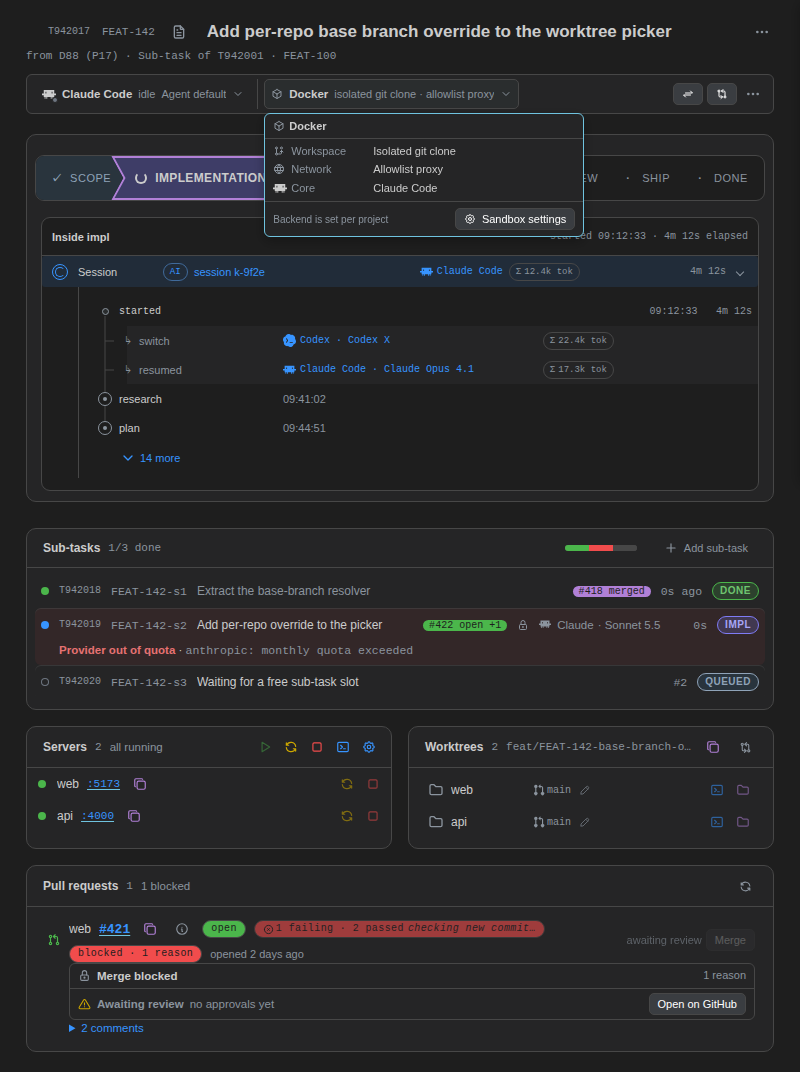 T942017 FEAT-142 Add per-repo base branch override to the worktree picker
from D88 (P17) · Sub-task of T942001 · FEAT-100
Claude Code idle Agent default
Docker isolated git clone · allowlist proxy
Docker
Workspace Isolated git clone
Network Allowlist proxy
Core Claude Code
Backend is set per project Sandbox settings
SCOPE IMPLEMENTATION · SHIP · DONE
Inside impl 09:12:33 · 4m 12s elapsed
Session AI session k-9f2e Claude Code Σ 12.4k tok 4m 12s
started 09:12:33 4m 12s
↳ switch Codex · Codex X Σ 22.4k tok
↳ resumed Claude Code · Claude Opus 4.1 Σ 17.3k tok
research 09:41:02
plan 09:44:51
14 more
Sub-tasks 1/3 done Add sub-task
T942018 FEAT-142-s1 Extract the base-branch resolver #418 merged 0s ago DONE
T942019 FEAT-142-s2 Add per-repo override to the picker #422 open +1 Claude · Sonnet 5.5 0s IMPL
Provider out of quota · anthropic: monthly quota exceeded
T942020 FEAT-142-s3 Waiting for a free sub-task slot #2 QUEUED
Servers 2 all running
web :5173
api :4000
Worktrees 2 feat/FEAT-142-base-branch-o…
web main
api main
Pull requests 1 1 blocked
web #421 open 1 failing · 2 passed checking new commit…
blocked · 1 reason opened 2 days ago
awaiting review Merge
Merge blocked 1 reason
Awaiting review no approvals yet Open on GitHub
2 comments